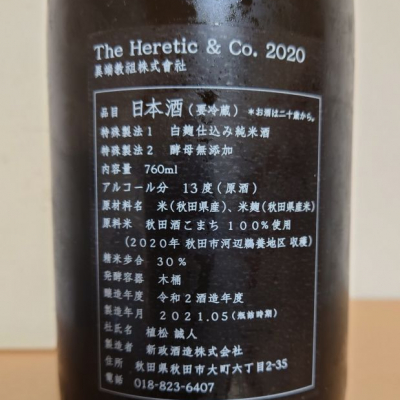 The Heretic & Co. 2020
異端教祖株式會社
品目 日本酒(要冷蔵) *お酒は二十歳から。
特殊製法1 白麹仕込み純米酒
特殊製法2 酵母無添加
内容量 760ml
アルコール分 13度(原酒)
原材料名 米(秋田県産)、米麹(秋田県産米)
原料米 秋田酒こまち 100%使用
(2020年 秋田市河辺鵜養地区 収穫)
精米歩合 30%
発酵容器 木桶
醸造年度 令和2酒造年度
製造年月 2021.05(瓶詰時期)
杜氏名 植松 誠人
製造者 新政酒造株式会社
住所 秋田県秋田市大町六丁目2-35
電話 018-823-6407